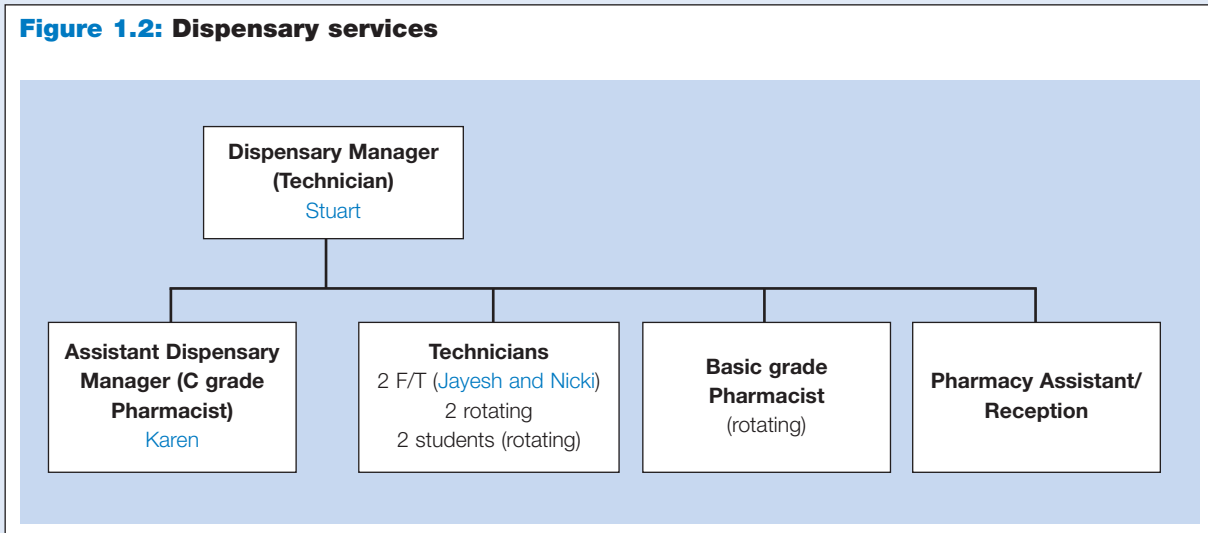 Figure 1.2: Dispensary services
Dispensary Manager
(Technician)
Stuart
Assistant Dispensary
Manager (C grade
Pharmacist)
Karen
Technicians
2 F/T (Jayesh and Nicki)
2 rotating
2 students (rotating)
Basic grade
Pharmacist
(rotating)
Pharmacy Assistant/
Reception